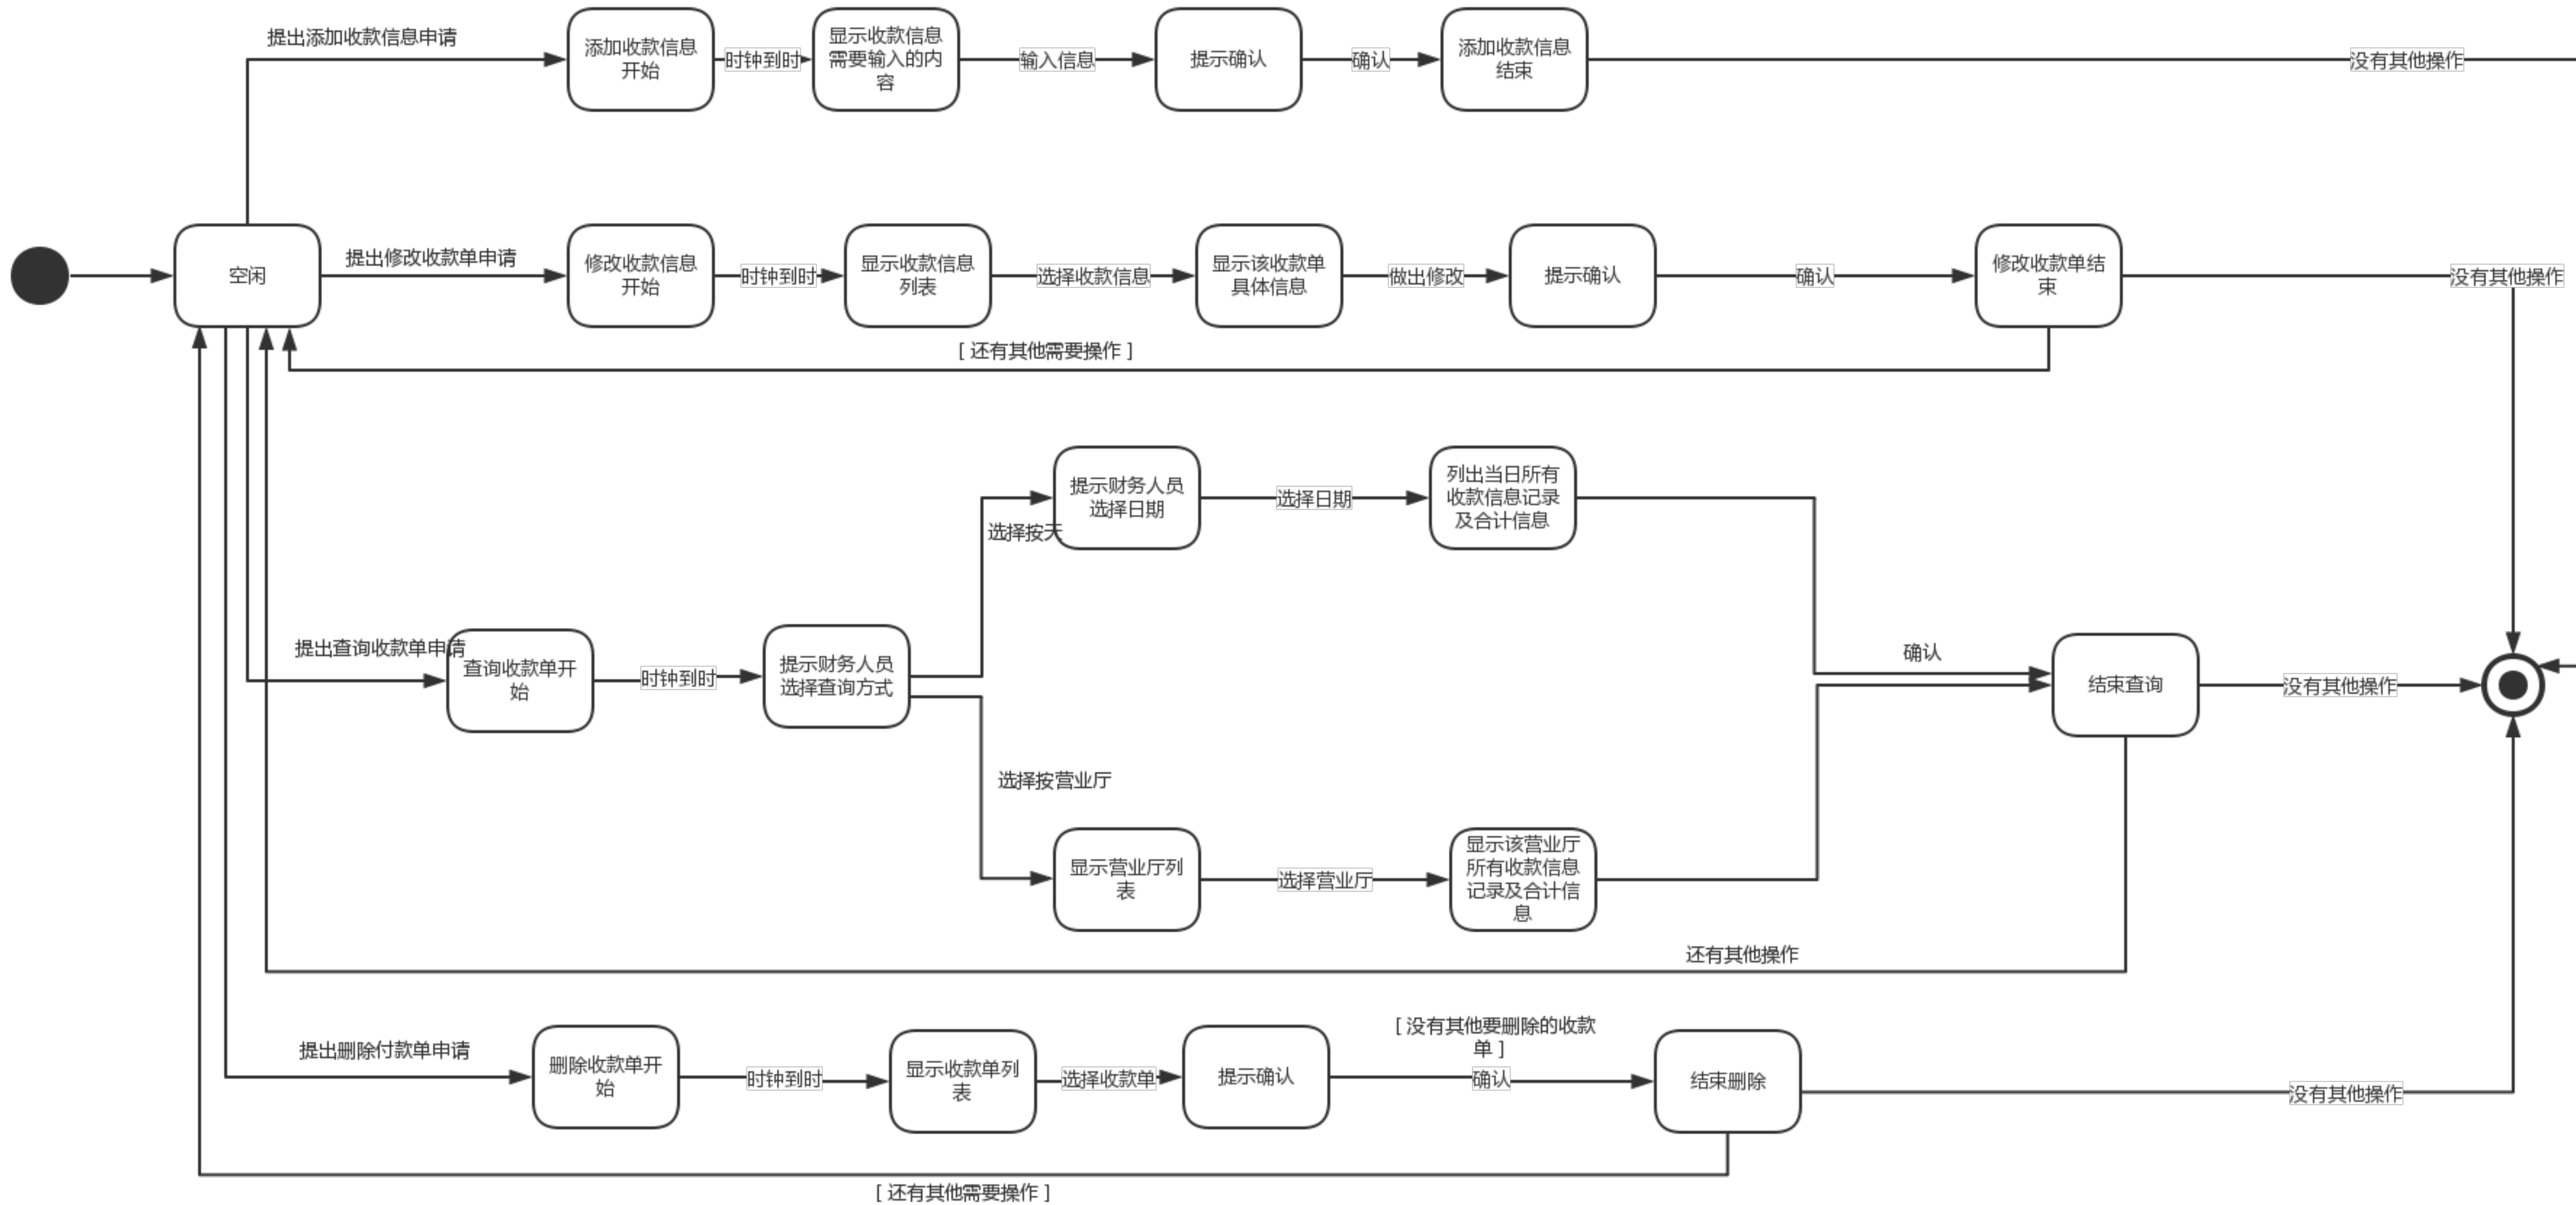 提出添加收款信息申请
添加收款信息
开始
时钟到时
显示收款信息
需要输入的内
容
输入信息
提示确认
确认
添加收款信息
结束
没有其他操作
空闲
提出修改收款单申请
修改收款信息
开始
时钟到时
显示收款信息
列表
选择收款信息
显示该收款单
具体信息
做出修改
提示确认
确认
修改收款单结
束
没有其他操作
[ 还有其他需要操作 ]
提出查询收款单申请
查询收款单开
始
时钟到时
提示财务人员
选择查询方式
选择按天
提示财务人员
选择日期
选择日期
列出当日所有
收款信息记录
及合计信息
选择按营业厅
显示营业厅列
表
选择营业厅
显示该营业厅
所有收款信息
记录及合计信
息
确认
结束查询
没有其他操作
还有其他操作
提出删除付款单申请
删除收款单开
始
时钟到时
显示收款单列
表
选择收款单
提示确认
[ 没有其他要删除的收款
单 ]
确认
结束删除
没有其他操作
[ 还有其他需要操作 ]